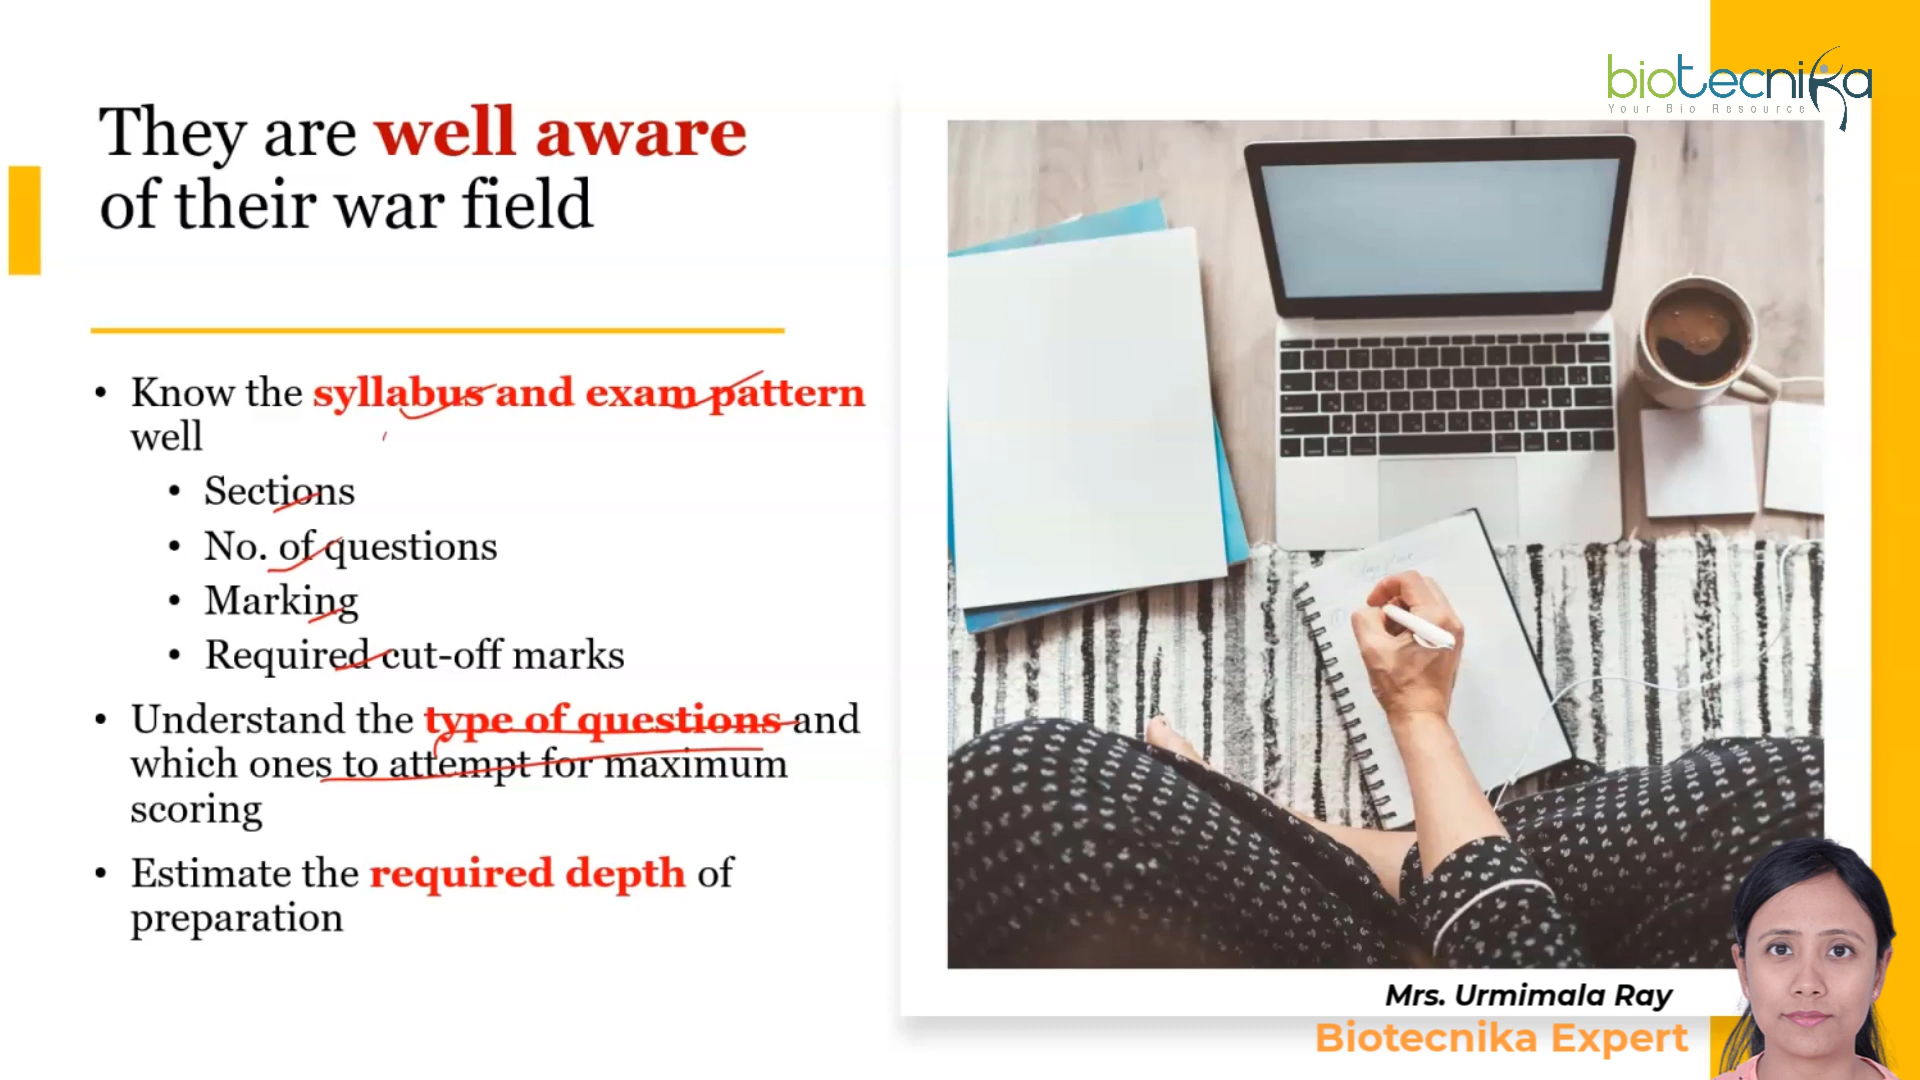 biotecnika
Your Bio Resource
They are well aware
of their war field
• Know the syllabus and exam pattern
well
• Sections
• No. of questions
• Marking
• Required cut-off marks
• Understand the type of questions and
which ones to attempt for maximum
scoring
• Estimate the required depth of
preparation
Mrs. Urmimala Ray
Biotecnika Expert